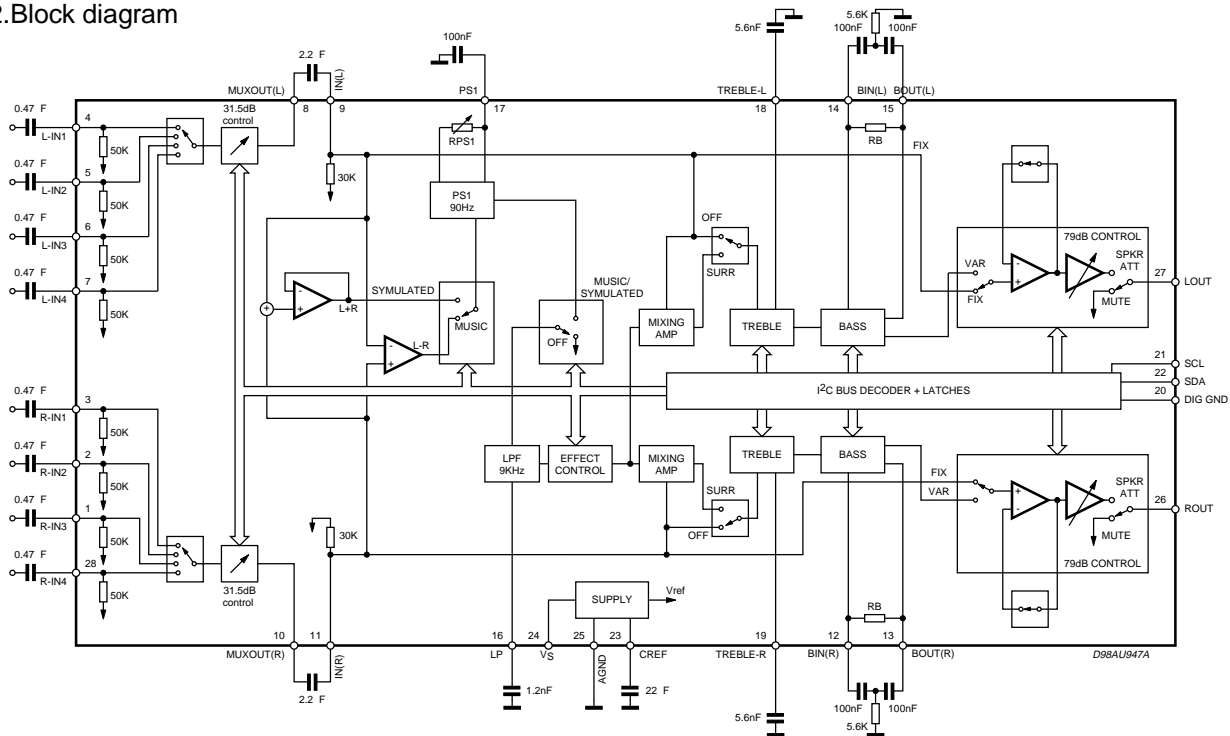 2.Block diagram
5.6nF
5.6K
100nF
100nF
100nF
2.2 F
MUXOUT(L)
IN(L)
PS1
TREBLE-L
BIN(L)
BOUT(L)
8
9
17
18
14
15
0.47 F
L-IN1
4
50K
31.5dB
control
RPS1
RB
FIX
0.47 F
L-IN2
5
50K
30K
PS1
90Hz
0.47 F
L-IN3
6
50K
OFF
SURR
79dB CONTROL
0.47 F
L-IN4
7
50K
SYMULATED
L+R
MUSIC/
SYMULATED
OFF
MUSIC
L-R
MIXING
AMP
TREBLE
BASS
VAR
FIX
-
+
SPKR
ATT
MUTE
27
LOUT
-
+
-
+
+
I2C BUS DECODER + LATCHES
21
SCL
22
SDA
20
DIG GND
0.47 F
R-IN1
3
50K
0.47 F
R-IN2
2
50K
LPF
9KHz
EFFECT
CONTROL
MIXING
AMP
TREBLE
BASS
SURR
OFF
FIX
VAR
+
-
SPKR
ATT
MUTE
26
ROUT
0.47 F
R-IN3
1
50K
30K
79dB CONTROL
0.47 F
R-IN4
28
50K
31.5dB
control
SUPPLY
Vref
RB
10
11
16
24
25
23
19
12
13
MUXOUT(R)
IN(R)
LP
VS
AGND
CREF
TREBLE-R
BIN(R)
BOUT(R)
D98AU947A
2.2 F
1.2nF
22 F
5.6nF
100nF
100nF
5.6K